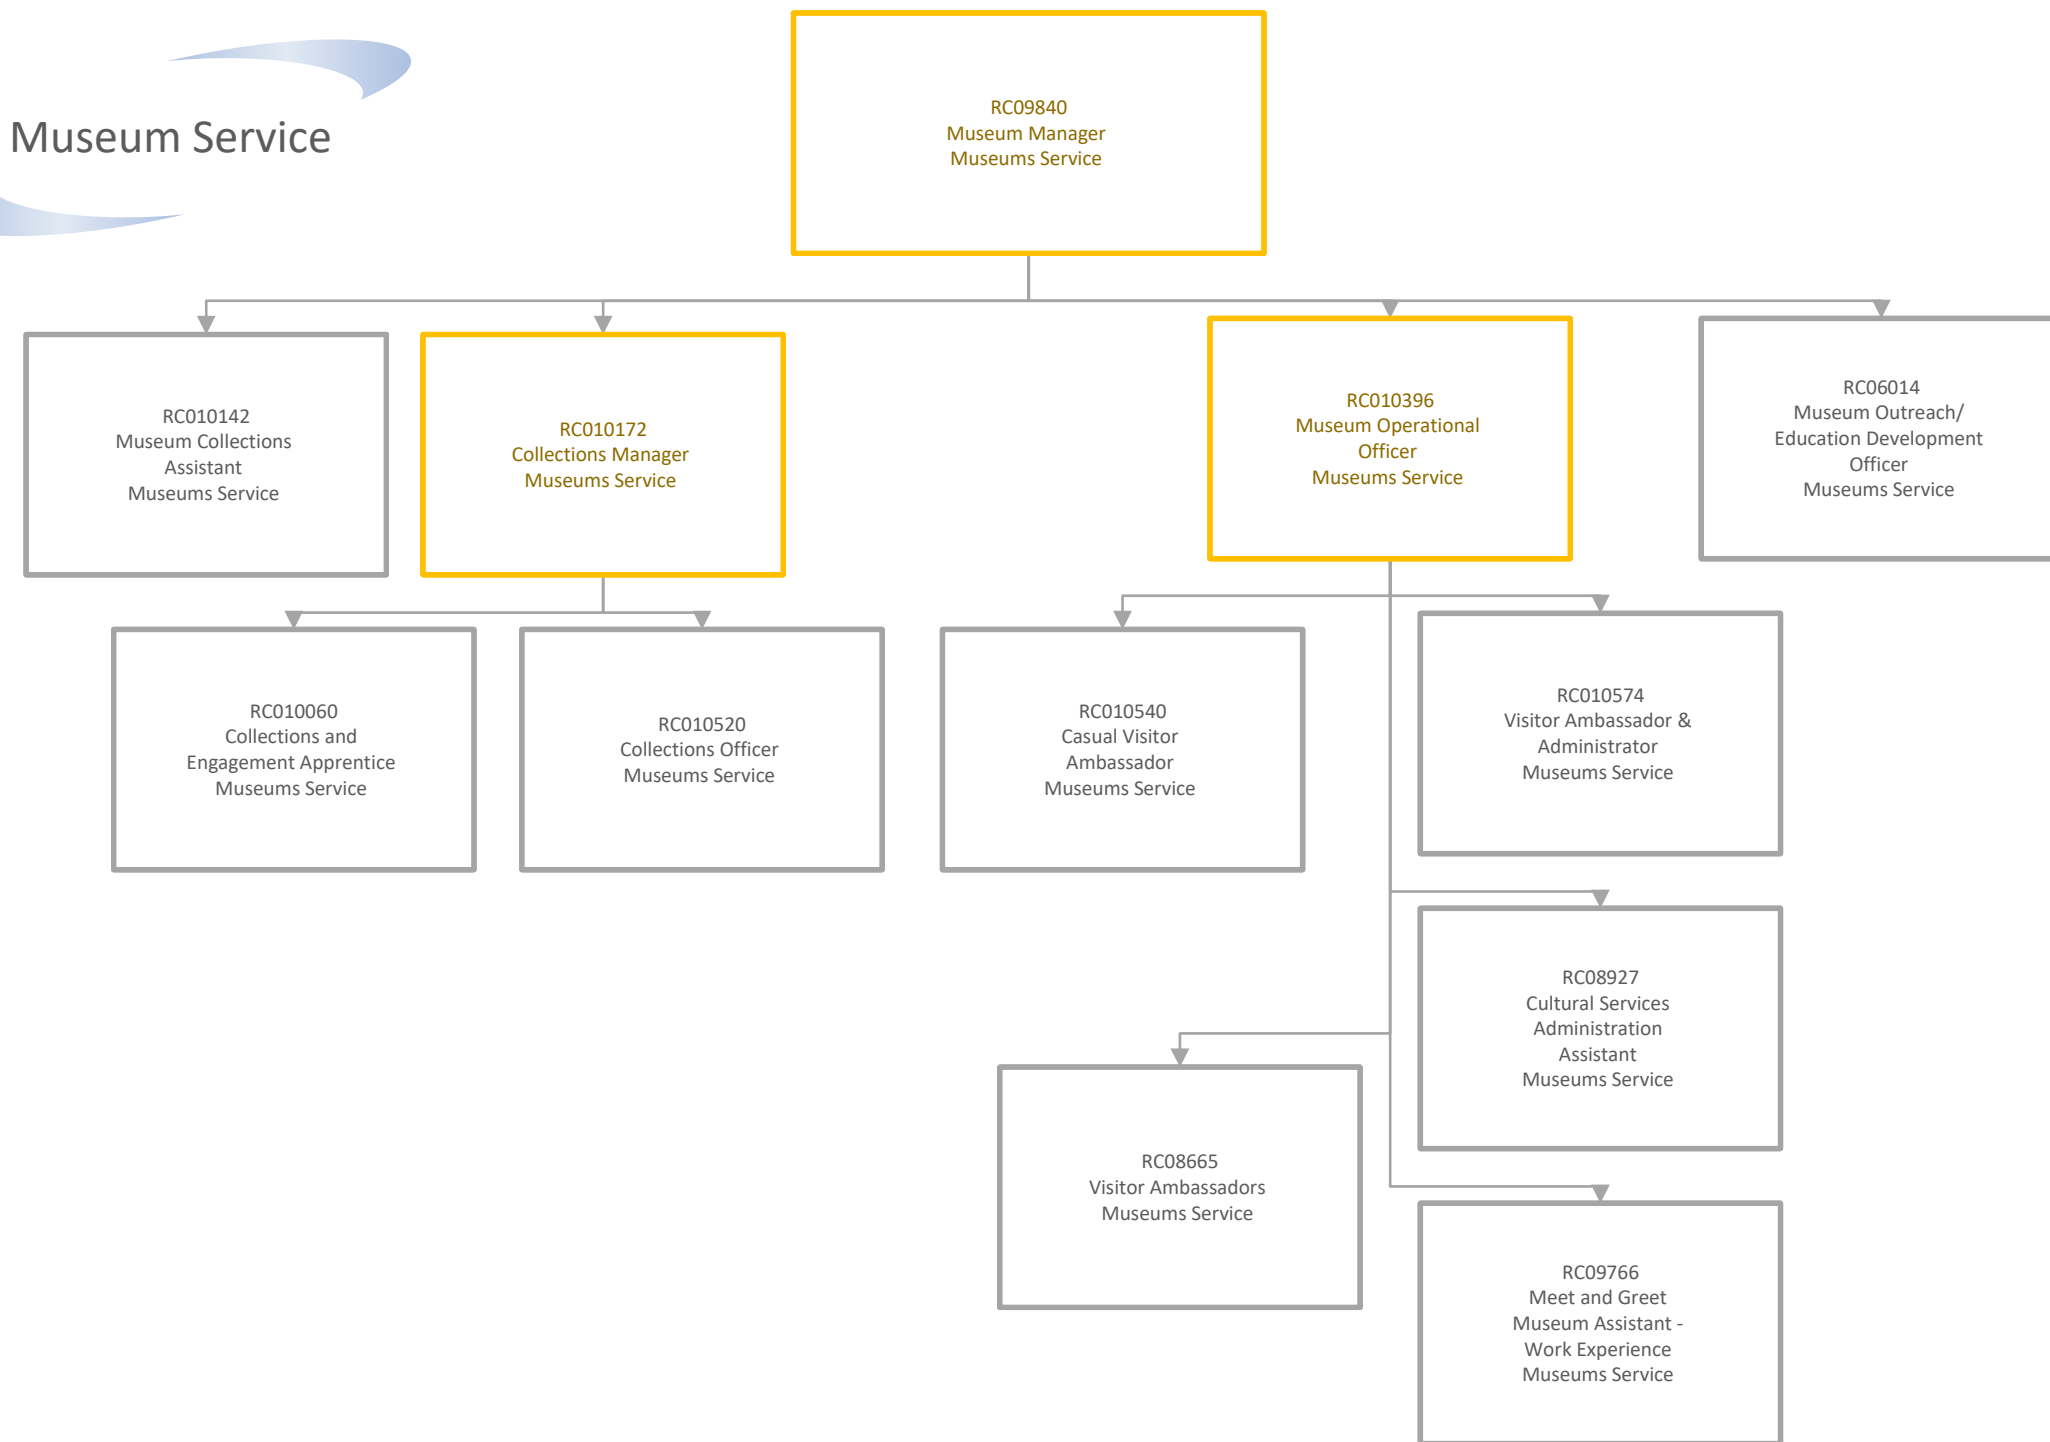 Museum Service
RC09840
Museum Manager
Museums Service
RC010142
Museum Collections
Assistant
Museums Service
RC010172
Collections Manager
Museums Service
RC010396
Museum Operational
Officer
Museums Service
RC06014
Museum Outreach/
Education Development
Officer
Museums Service
RC010060
Collections and
Engagement Apprentice
Museums Service
RC010520
Collections Officer
Museums Service
RC010540
Casual Visitor
Ambassador
Museums Service
RC010574
Visitor Ambassador &
Administrator
Museums Service
RC08927
Cultural Services
Administration
Assistant
Museums Service
RC08665
Visitor Ambassadors
Museums Service
RC09766
Meet and Greet
Museum Assistant -
Work Experience
Museums Service